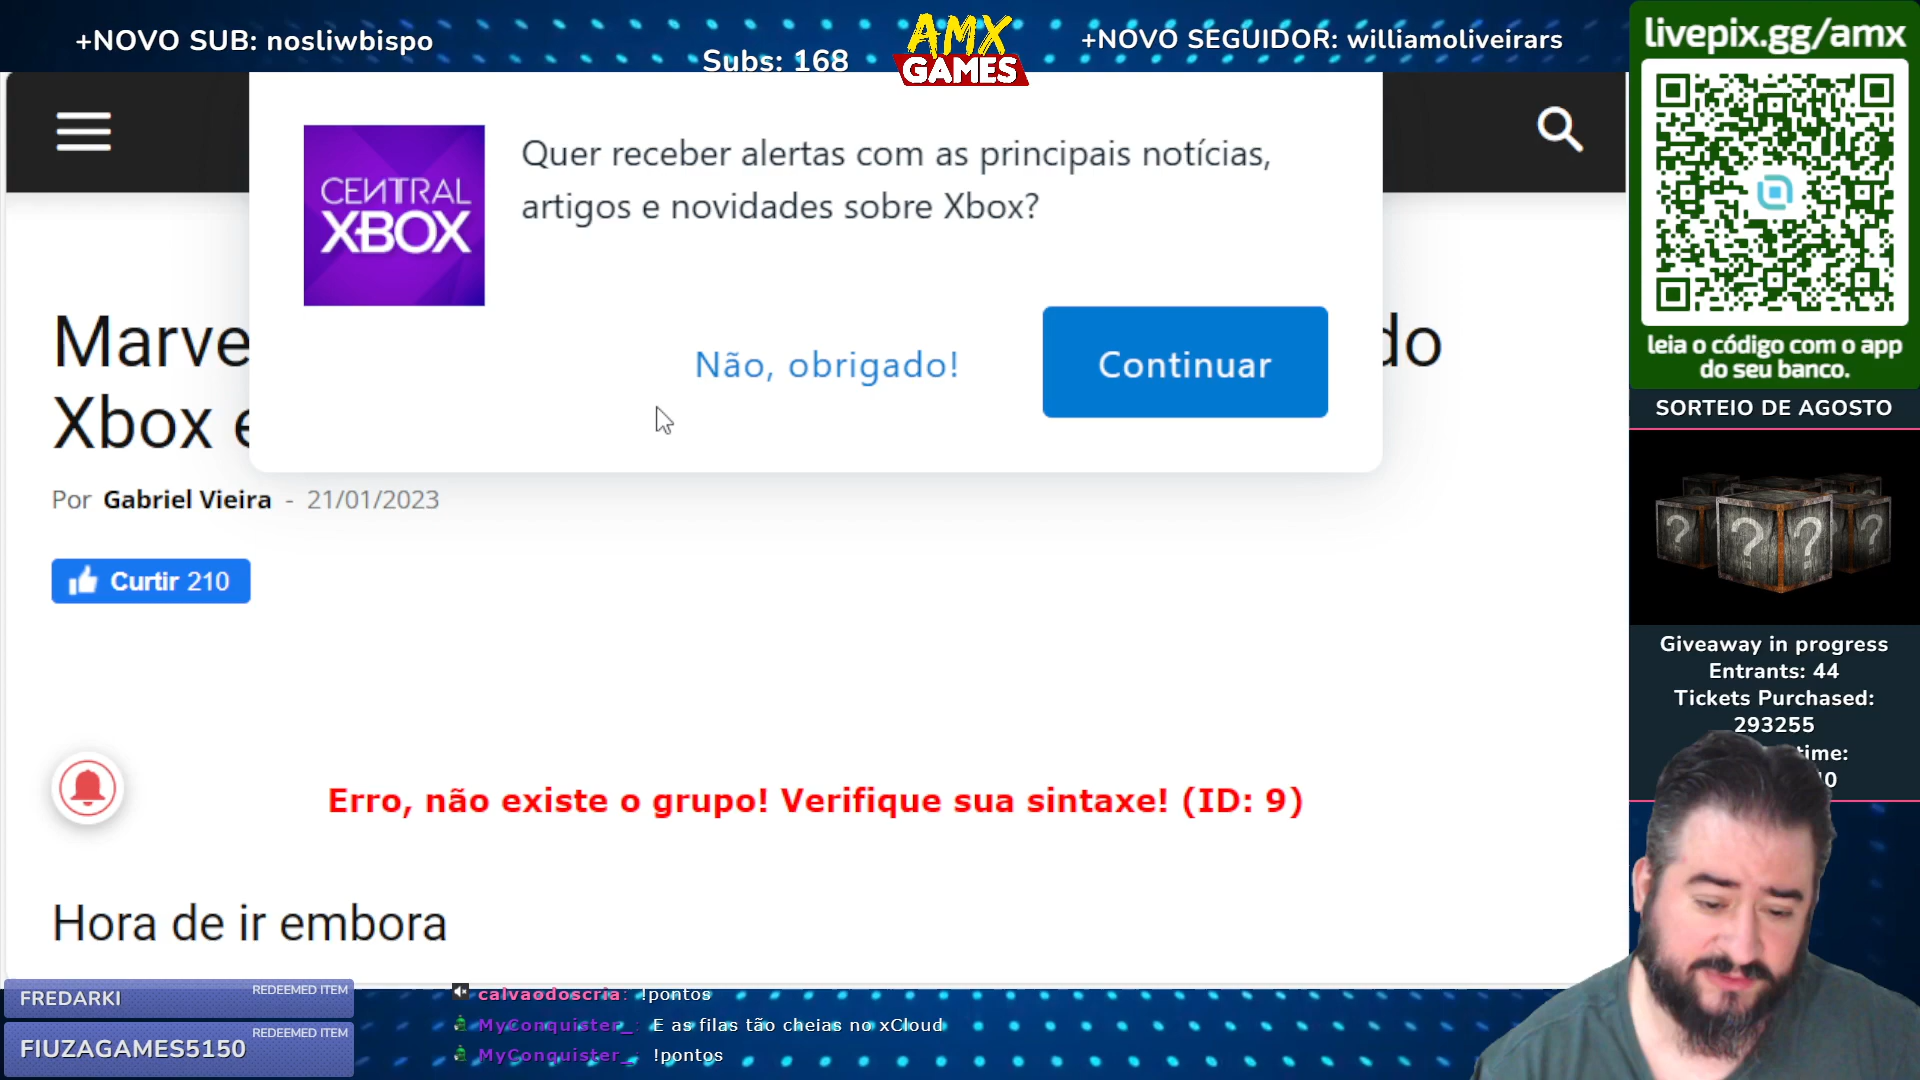 +NOVO SUB: nosliwbispo
Subs: 168
AMX
GAMES
+NOVO SEGUIDOR: williamoliveirars
livepix.gg/amx
CENTRAL
XBOX
Quer receber alertas com as principais notícias,
artigos e novidades sobre Xbox?
Não, obrigado!
Continuar
Marve
do
Xbox e
Por Gabriel Vieira - 21/01/2023
Curtir 210
Erro, não existe o grupo! Verifique sua sintaxe! (ID: 9)
Hora de ir embora
leia o código com o app
do seu banco.
SORTEIO DE AGOSTO
Giveaway in progress
Entrants: 44
Tickets Purchased:
293255
time:
FREDARKI
REDEEMED ITEM
FIUZAGAMES5150
REDEEMED ITEM
calvaodoscria: !pontos
MyConquister_: E as filas tão cheias no xCloud
MyConquister_: !pontos